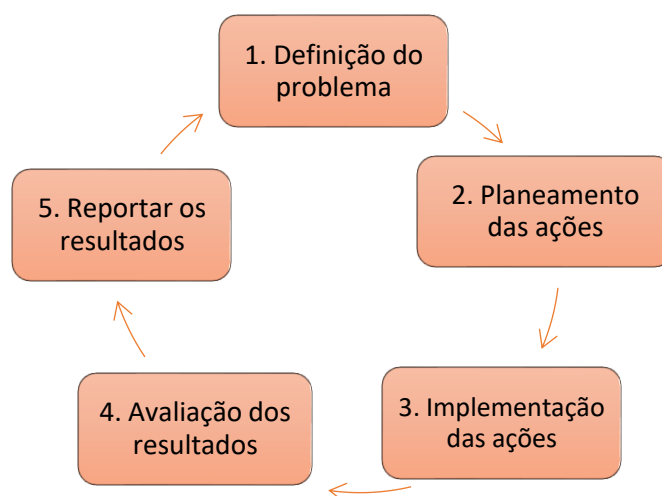 1. Definição do
problema
2. Planeamento
das ações
3. Implementação
das ações
4. Avaliação dos
resultados
5. Reportar os
resultados